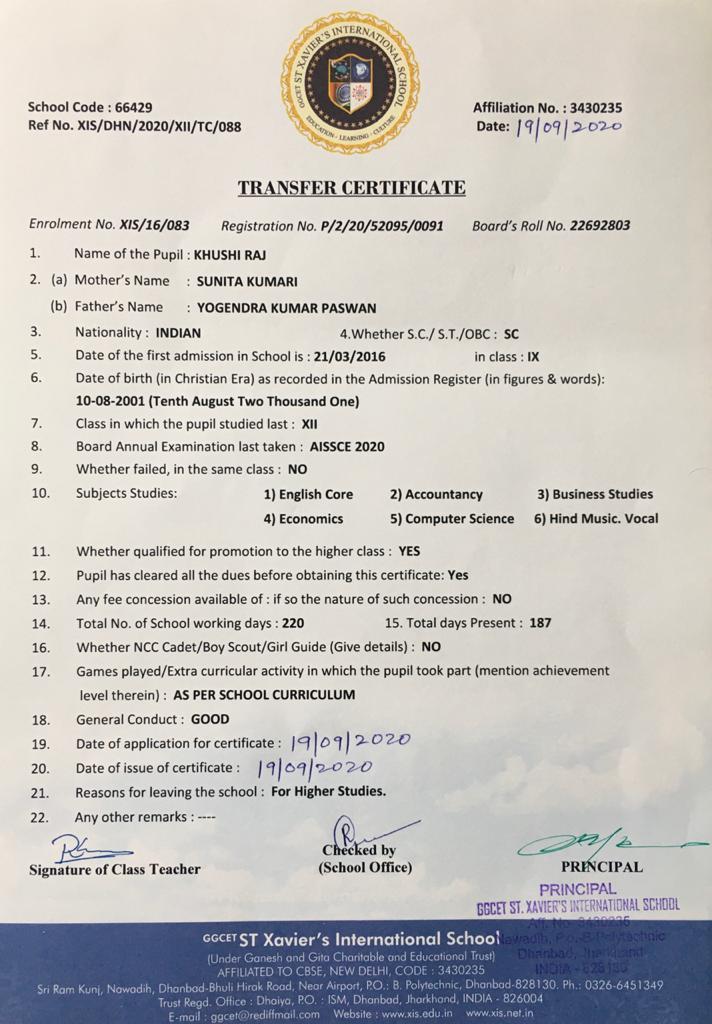 GGCET ST XAVIER'S INTERNATIONAL SCHOOL
EDUCATION - LEARNING - CULTURE
School Code : 66429
Ref No. XIS/DHN/2020/XII/TC/088
Affiliation No. : 3430235
Date: 19/09/2020
TRANSFER CERTIFICATE
Enrolment No. XIS/16/083 Registration No. P/2/20/52095/0091 Board's Roll No. 22692803
1. Name of the Pupil : KHUSHI RAJ
2. (a) Mother's Name : SUNITA KUMARI
(b) Father's Name : YOGENDRA KUMAR PASWAN
3. Nationality : INDIAN 4.Whether S.C./ S.T./OBC : SC
5. Date of the first admission in School is : 21/03/2016 in class : IX
6. Date of birth (in Christian Era) as recorded in the Admission Register (in figures & words):
10-08-2001 (Tenth August Two Thousand One)
7. Class in which the pupil studied last : XII
8. Board Annual Examination last taken : AISSCE 2020
9. Whether failed, in the same class : NO
10. Subjects Studies: 1) English Core 2) Accountancy 3) Business Studies
4) Economics 5) Computer Science 6) Hind Music. Vocal
11. Whether qualified for promotion to the higher class : YES
12. Pupil has cleared all the dues before obtaining this certificate: Yes
13. Any fee concession available of : if so the nature of such concession : NO
14. Total No. of School working days : 220 15. Total days Present : 187
16. Whether NCC Cadet/Boy Scout/Girl Guide (Give details) : NO
17. Games played/Extra curricular activity in which the pupil took part (mention achievement
level therein) : AS PER SCHOOL CURRICULUM
18. General Conduct : GOOD
19. Date of application for certificate : 19/09/2020
20. Date of issue of certificate : 19/09/2020
21. Reasons for leaving the school : For Higher Studies.
22. Any other remarks : ----
Signature of Class Teacher
Checked by
(School Office)
PRINCIPAL
PRINCIPAL
GGCET ST. XAVIER'S INTERNATIONAL SCHOOL
Aff. No. 3430235
Nawadih, P.o.-B Polytechnic
Dhanbad, Jharkhand
INDIA - 828130
GGCET ST Xavier's International School
(Under Ganesh and Gita Charitable and Educational Trust)
AFFILIATED TO CBSE, NEW DELHI, CODE : 3430235
Sri Ram Kunj, Nawadih, Dhanbad-Bhuli Hirak Road, Near Airport, P.O.: B. Polytechnic, Dhanbad-828130. Ph.: 0326-6451349
Trust Regd. Office : Dhaiya, P.O. : ISM, Dhanbad, Jharkhand, INDIA - 826004
E-mail : ggcet@rediffmail.com Website : www.xis.edu.in www.xis.net.in